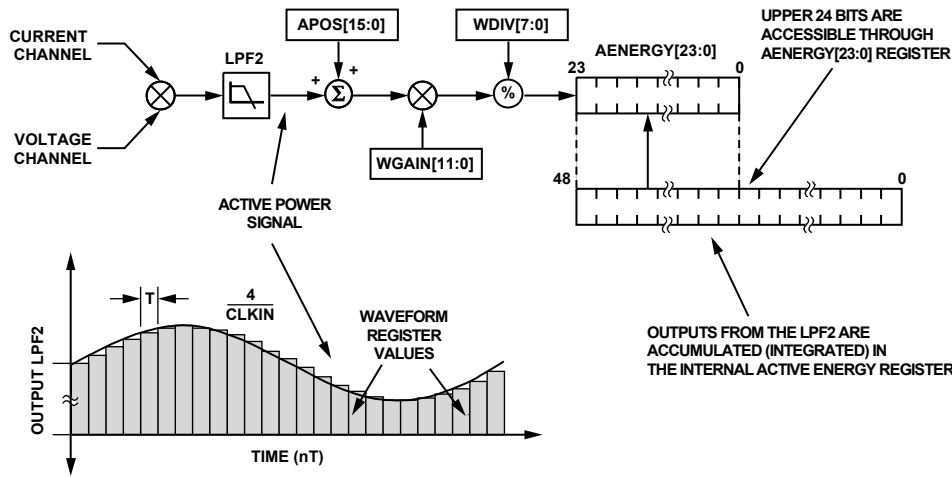 CURRENT
CHANNEL
VOLTAGE
CHANNEL
LPF2
APOS[15:0]
+
+
Σ
WGAIN[11:0]
WDIV[7:0]
%
AENERGY[23:0]
23
0
UPPER 24 BITS ARE
ACCESSIBLE THROUGH
AENERGY[23:0] REGISTER
48
0
ACTIVE POWER
SIGNAL
OUTPUTS FROM THE LPF2 ARE
ACCUMULATED (INTEGRATED) IN
THE INTERNAL ACTIVE ENERGY REGISTER
T
4
CLKIN
WAVEFORM
REGISTER
VALUES
OUTPUT LPF2
TIME (nT)